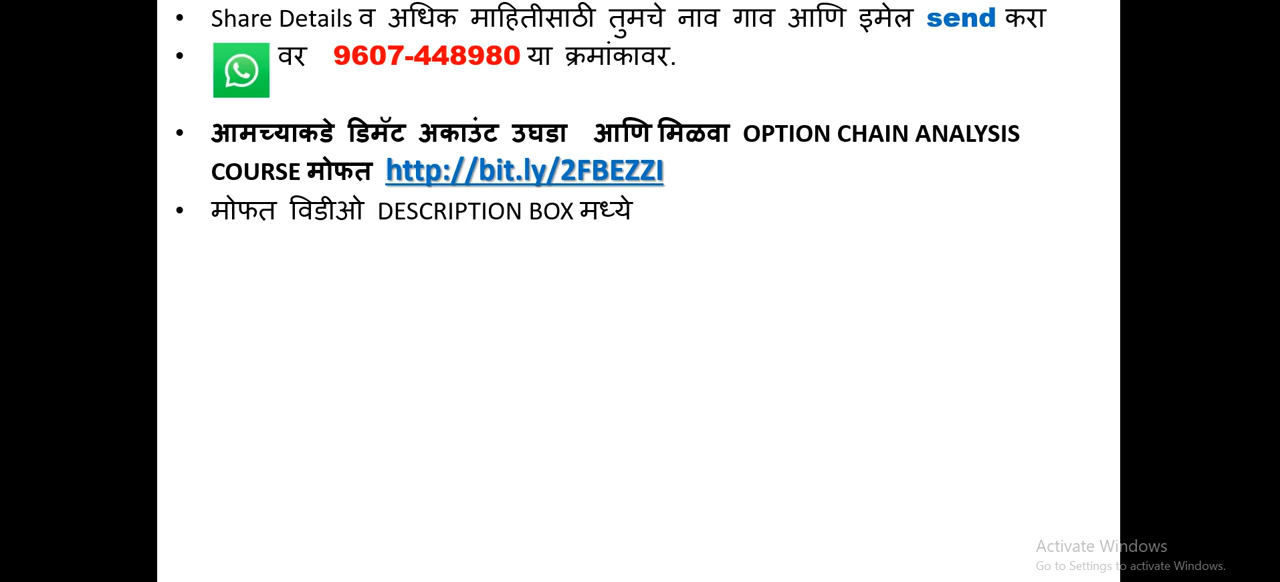 • Share Details व अधिक माहितीसाठी तुमचे नाव गाव आणि इमेल send करा
• वर 9607-448980 या क्रमांकावर.
• आमच्याकडे डिमॅट अकाउंट उघडा आणि मिळवा OPTION CHAIN ANALYSIS
COURSE मोफत http://bit.ly/2FBEZZI
• मोफत विडीओ DESCRIPTION BOX मध्ये
Activate Windows
Go to Settings to activate Windows.